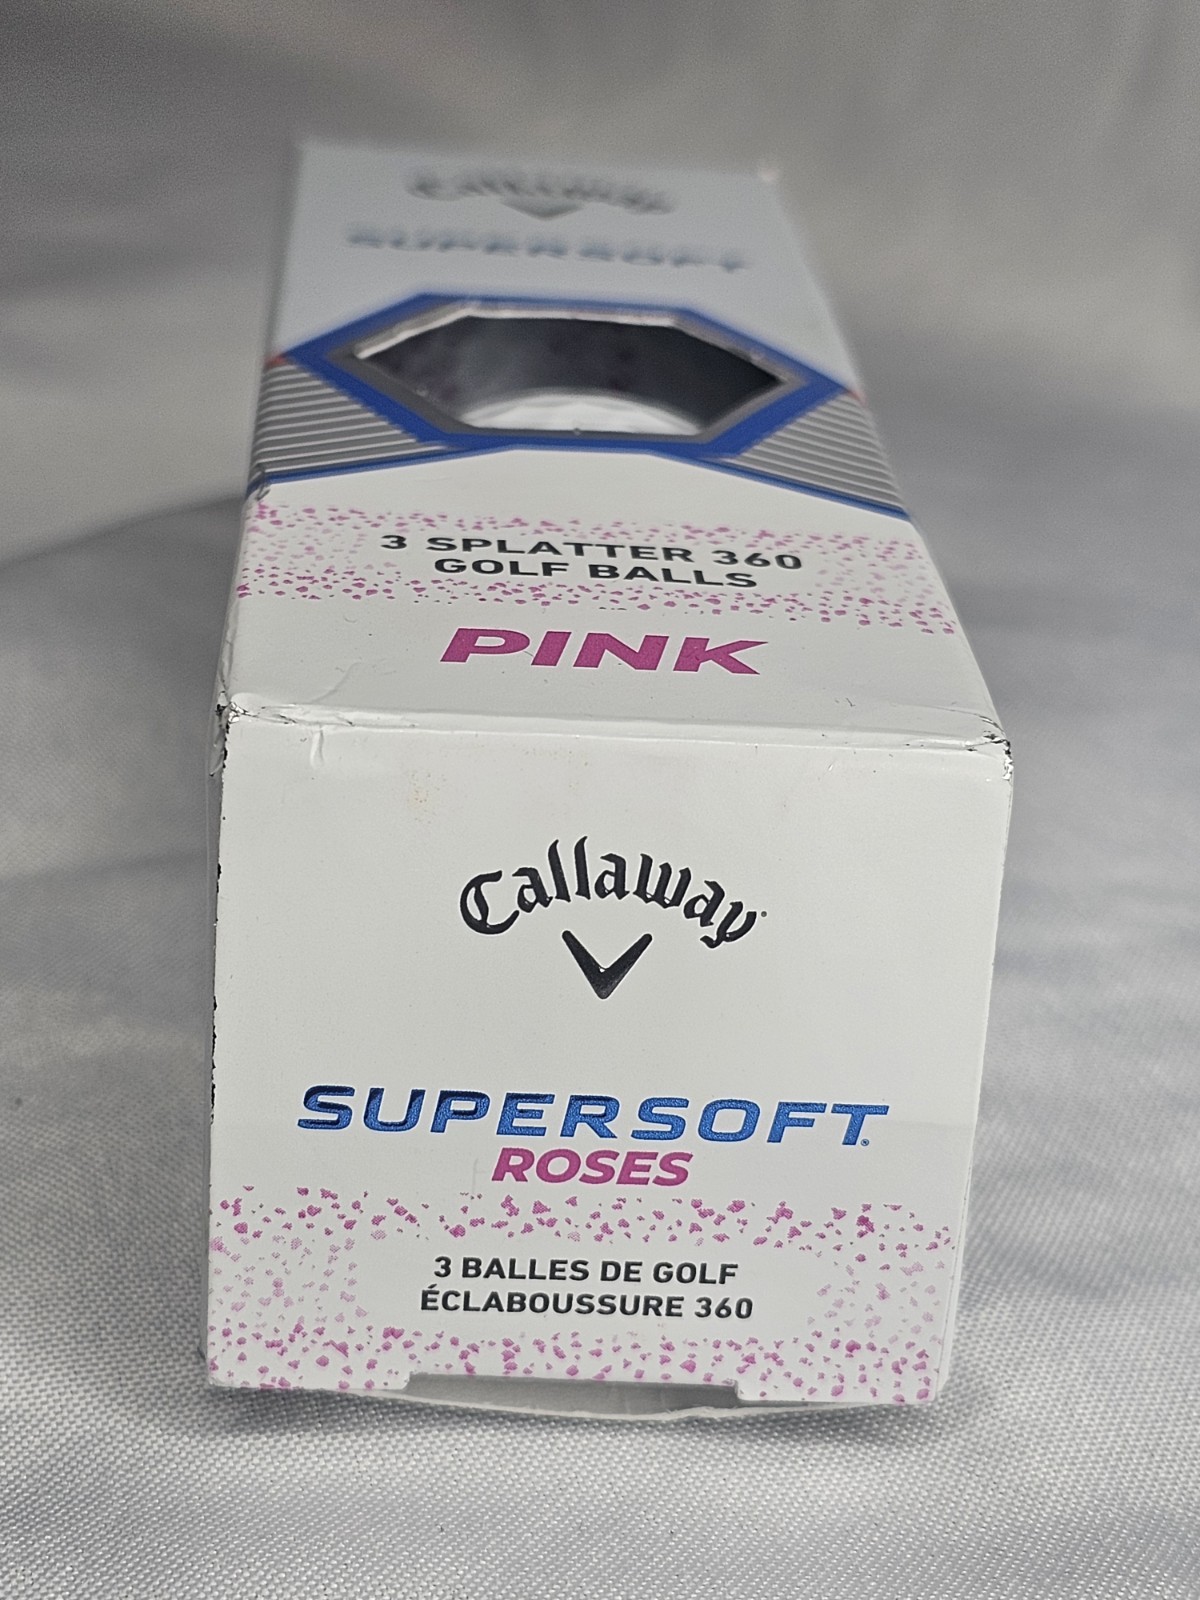 Callaway
SUPERSOFT
3 SPLATTER 360
GOLF BALLS
PINK
Callaway
SUPERSOFT
ROSES
3 BALLES DE GOLF
ÉCLABOUSSURE 360